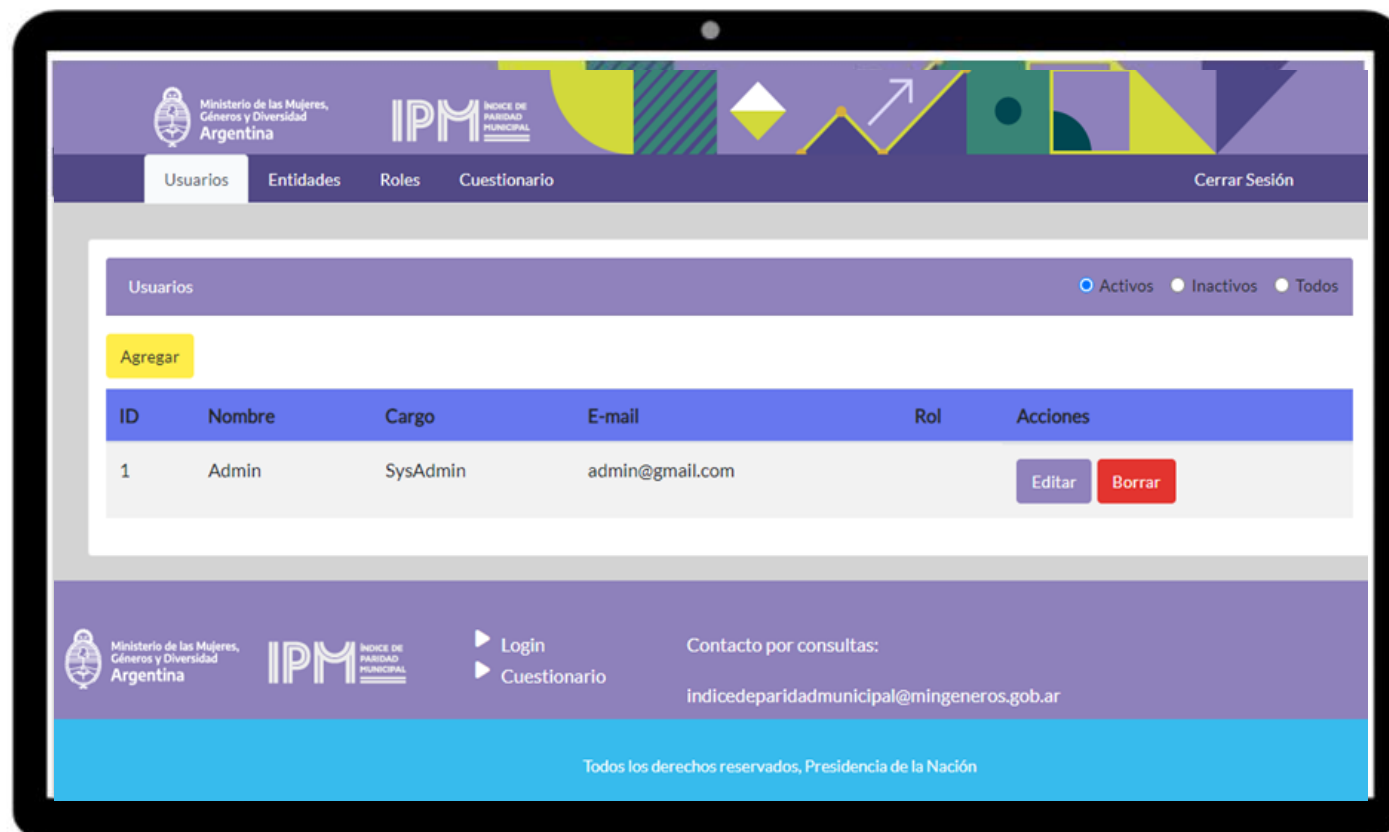 Ministerio de las Mujeres,
Géneros y Diversidad
Argentina
IPM
ÍNDICE DE
PARIDAD
MUNICIPAL
Usuarios Entidades Roles Cuestionario Cerrar Sesión
Usuarios Activos Inactivos Todos
Agregar
ID Nombre Cargo E-mail Rol Acciones
1 Admin SysAdmin admin@gmail.com Editar Borrar
Ministerio de las Mujeres,
Géneros y Diversidad
Argentina
IPM
ÍNDICE DE
PARIDAD
MUNICIPAL
Login
Cuestionario
Contacto por consultas:
indicedeparidadmunicipal@mingeneros.gob.ar
Todos los derechos reservados, Presidencia de la Nación